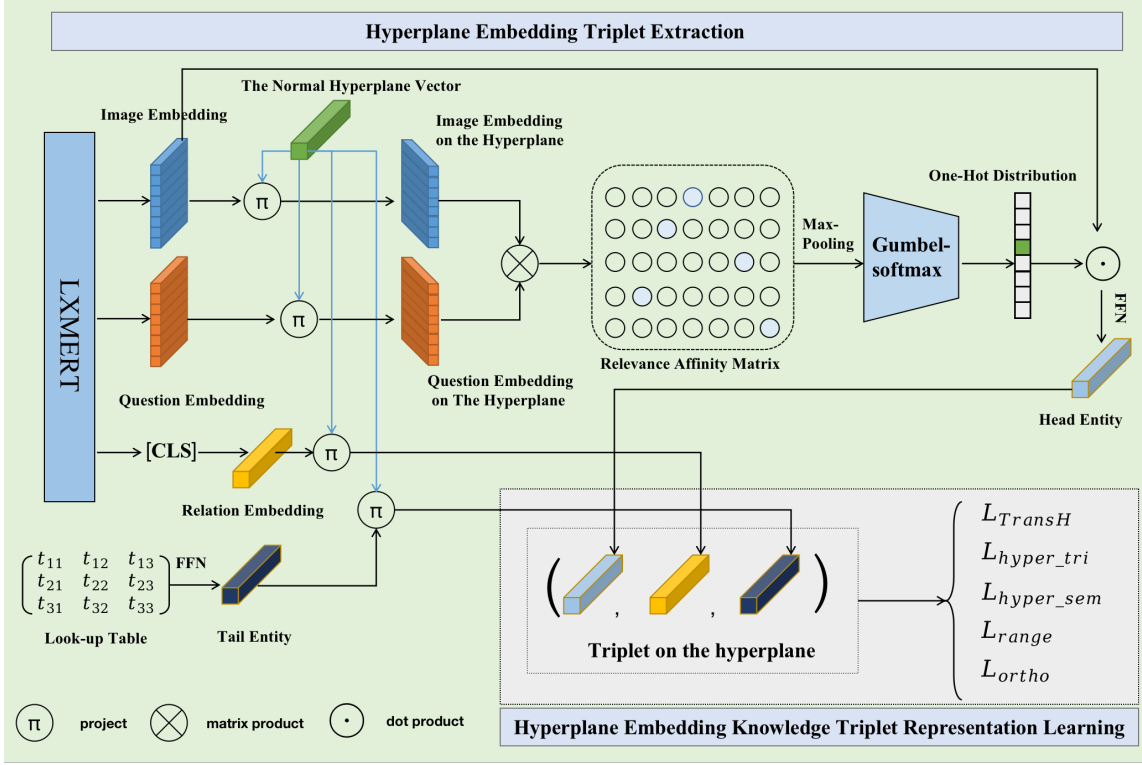 Hyperplane Embedding Triplet Extraction
The Normal Hyperplane Vector
Image Embedding
Image Embedding
on the Hyperplane
LXMERT
π
π
Question Embedding
Question Embedding
on The Hyperplane
Relevance Affinity Matrix
Max-
Pooling
Gumbel-
softmax
One-Hot Distribution
FFN
Head Entity
[CLS]
π
Relation Embedding
π
t11 t12 t13
t21 t22 t23
t31 t32 t33
FFN
Look-up Table
Tail Entity
( , , )
Triplet on the hyperplane
L_TransH
L_hyper_tri
L_hyper_sem
L_range
L_ortho
π project
matrix product
dot product
Hyperplane Embedding Knowledge Triplet Representation Learning